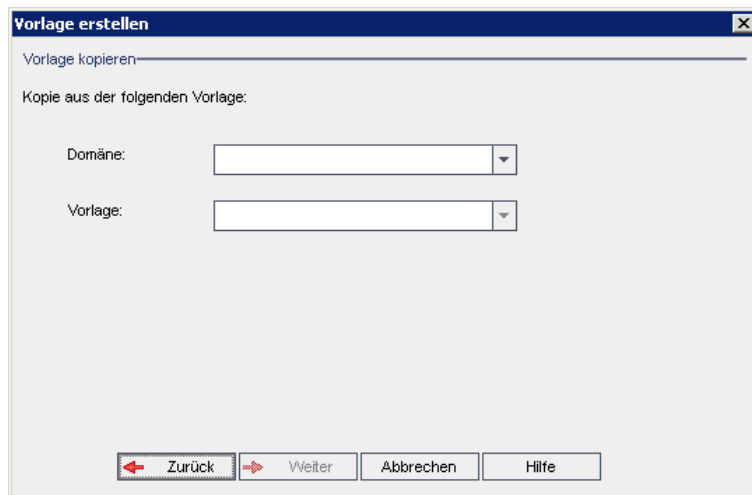 Vorlage erstellen
Vorlage kopieren
Kopie aus der folgenden Vorlage:
Domäne:
Vorlage:
Zurück Weiter Abbrechen Hilfe